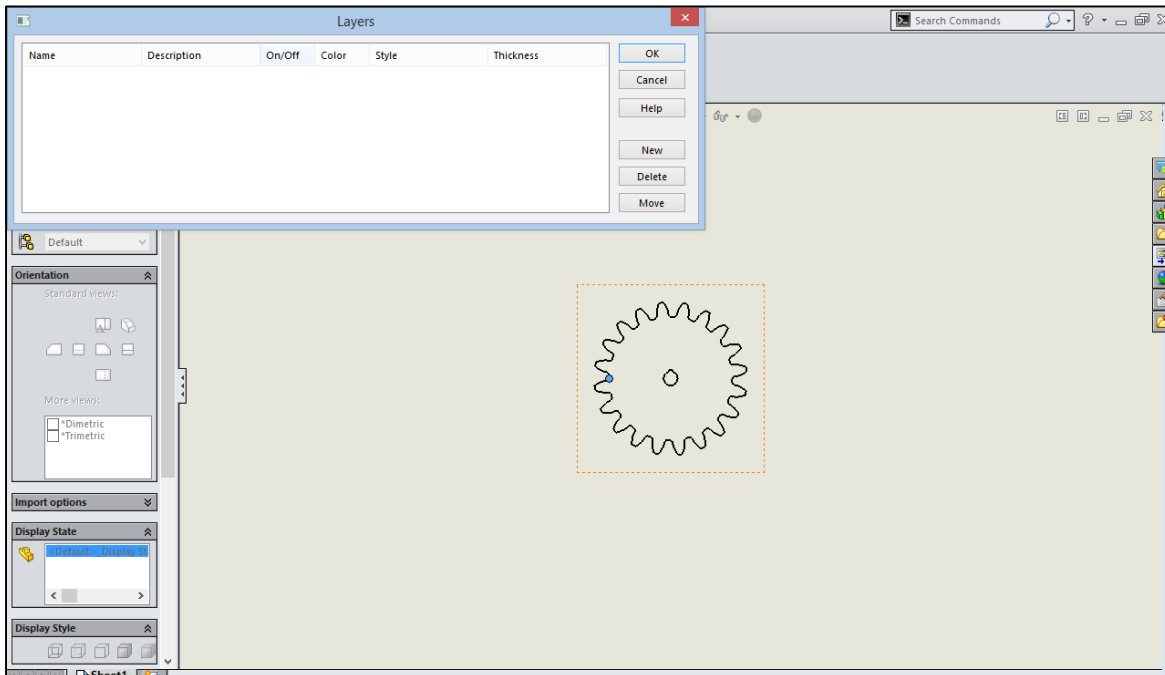 Layers
Search Commands
Name Description On/Off Color Style Thickness
OK
Cancel
Help
New
Delete
Move
Default
Orientation
Standard views:
More views:
*Dimetric
*Trimetric
Import options
Display State
<Default>_Display St
Display Style
Sheet1